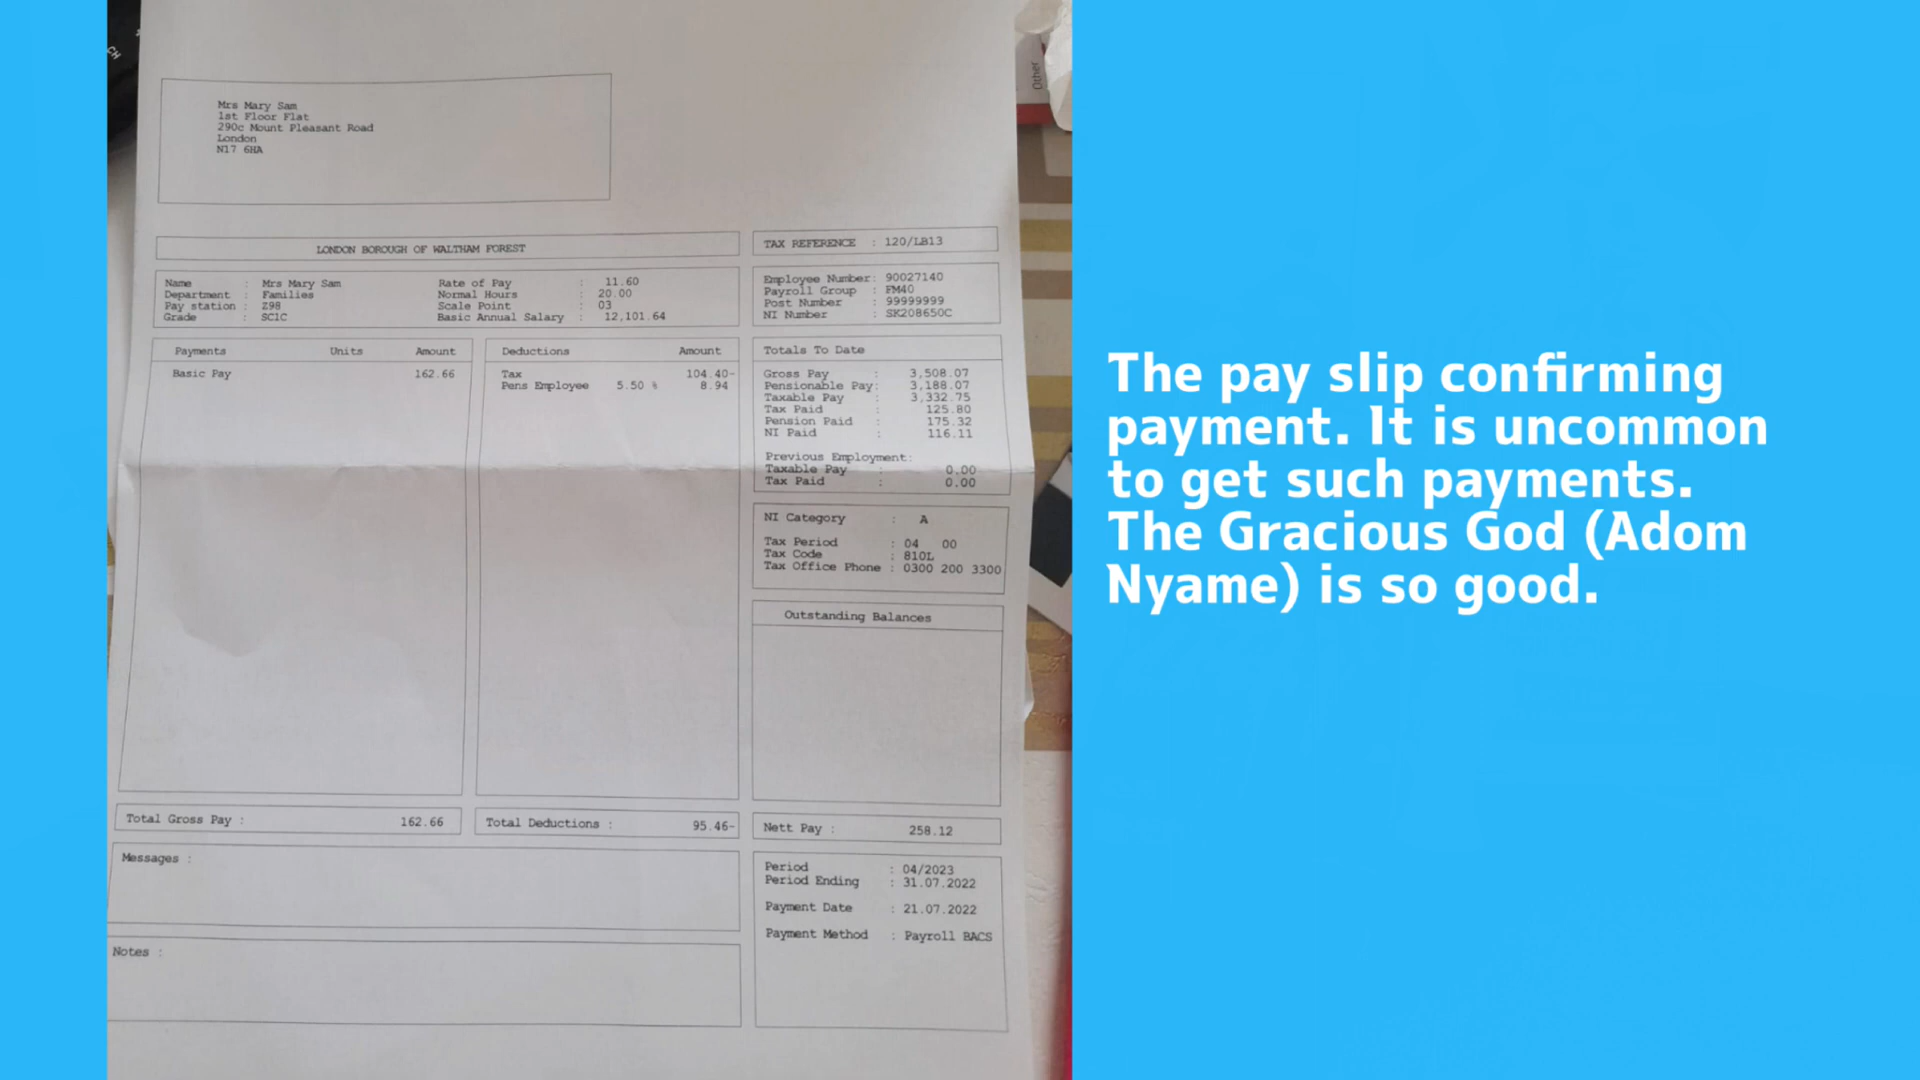 CH
Other
Mrs Mary Sam
1st Floor Flat
290c Mount Pleasant Road
London
N17 6HA
LONDON BOROUGH OF WALTHAM FOREST
TAX REFERENCE : 120/LB13
Name : Mrs Mary Sam Rate of Pay : 11.60
Department : Families Normal Hours : 20.00
Pay station : Z98 Scale Point : 03
Grade : SC1C Basic Annual Salary : 12,101.64
Employee Number: 90027140
Payroll Group : FM40
Post Number : 99999999
NI Number : SK208650C
Payments Units Amount
Basic Pay 162.66
Deductions Amount
Tax 104.40-
Pens Employee 5.50 % 8.94
Totals To Date
Gross Pay : 3,508.07
Pensionable Pay: 3,188.07
Taxable Pay : 3,332.75
Tax Paid : 125.80
Pension Paid : 175.32
NI Paid : 116.11
Previous Employment:
Taxable Pay : 0.00
Tax Paid : 0.00
NI Category : A
Tax Period : 04 00
Tax Code : 810L
Tax Office Phone : 0300 200 3300
Outstanding Balances
Total Gross Pay : 162.66
Total Deductions : 95.46-
Nett Pay : 258.12
Messages :
Notes :
Period : 04/2023
Period Ending : 31.07.2022
Payment Date : 21.07.2022
Payment Method : Payroll BACS
The pay slip confirming
payment. It is uncommon
to get such payments.
The Gracious God (Adom
Nyame) is so good.